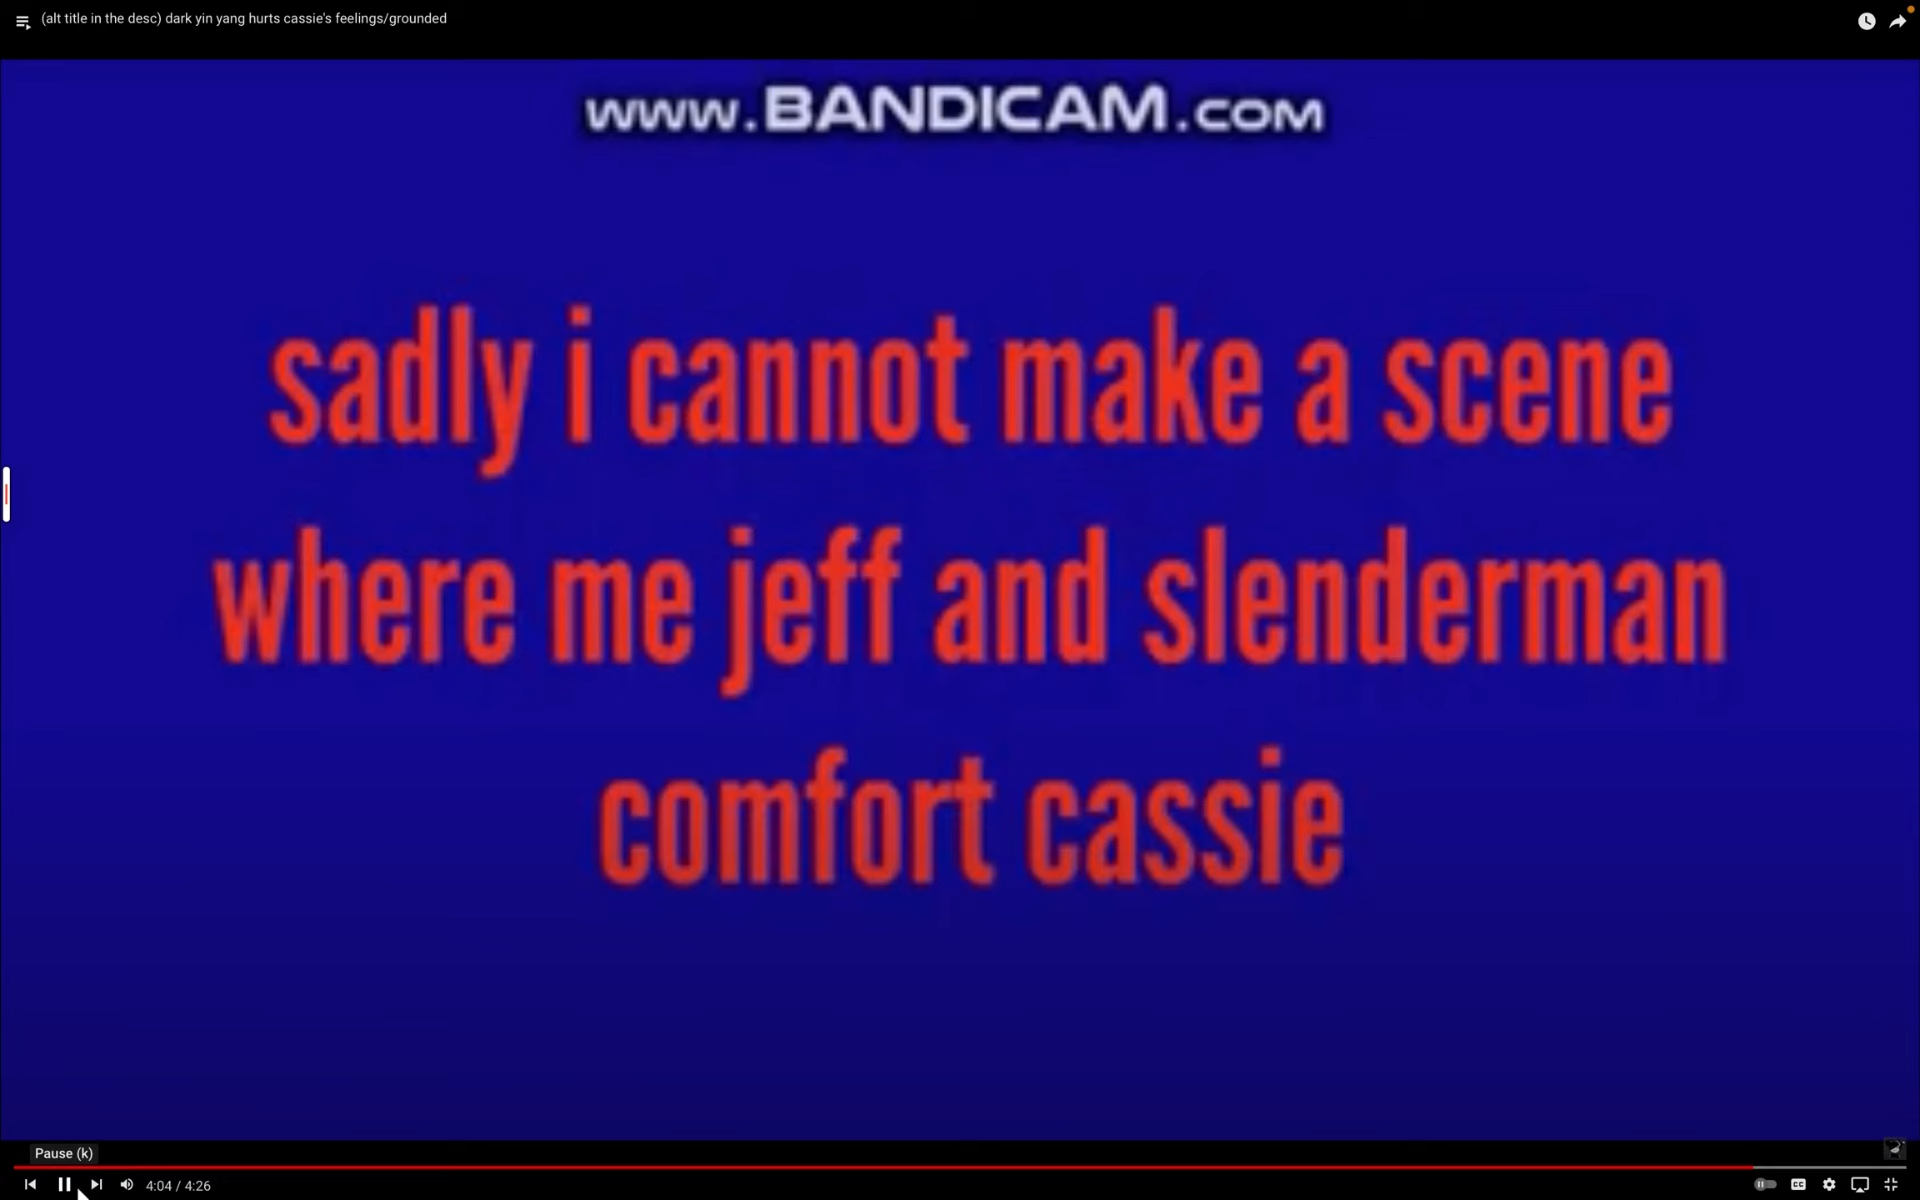 (alt title in the desc) dark yin yang hurts cassie's feelings/grounded
www.BANDICAM.com
sadly i cannot make a scene
where me jeff and slenderman
comfort cassie
Pause (k)
4:04 / 4:26
CC